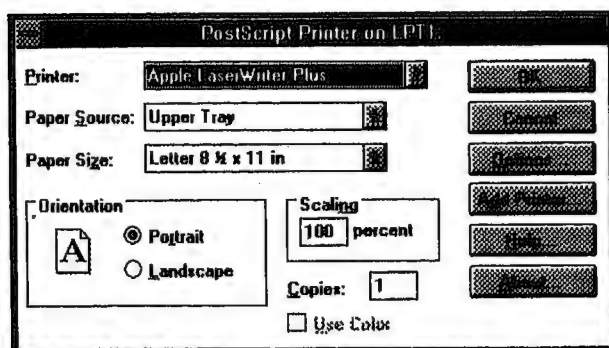 PostScript Printer on LPT1:
Printer: Apple LaserWriter Plus
OK
Paper Source: Upper Tray
Cancel
Paper Size: Letter 8 ½ x 11 in
Options...
Add Printer...
Orientation
Scaling
A
Portrait
100 percent
Help...
Landscape
Copies: 1
About...
Use Color